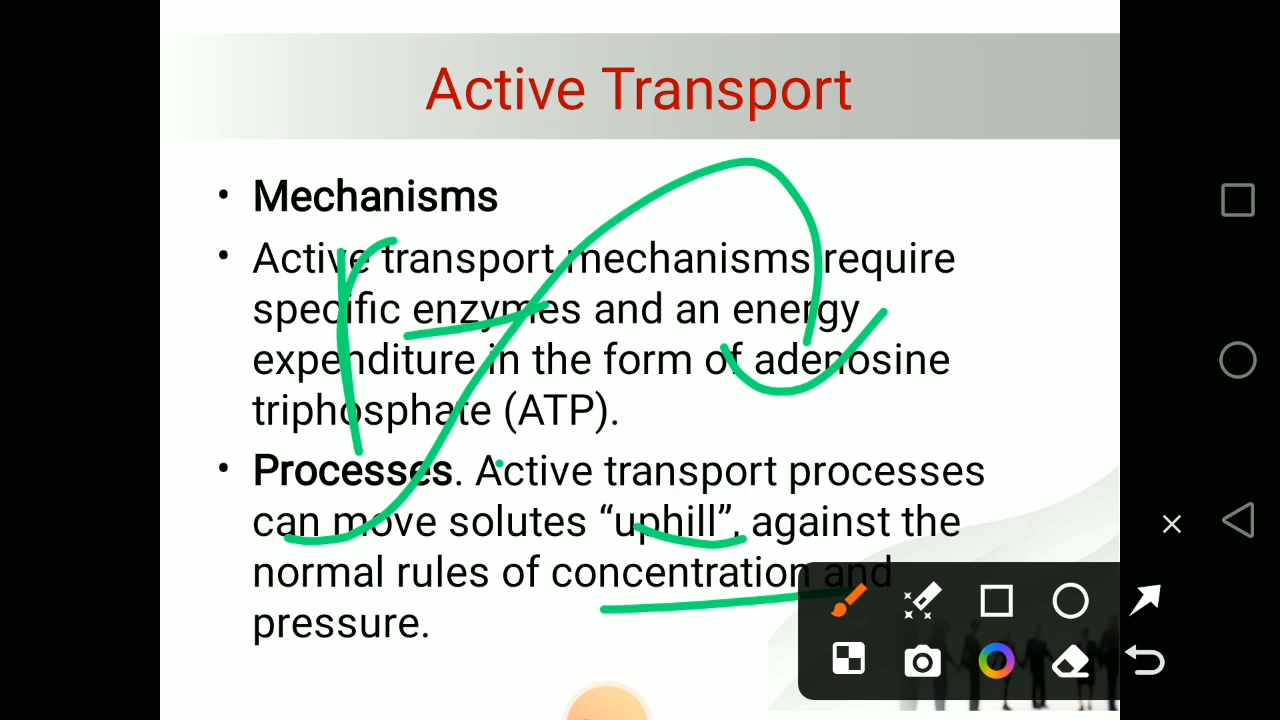 Active Transport
• Mechanisms
• Active transport mechanisms require
specific enzymes and an energy
expenditure in the form of adenosine
triphosphate (ATP).
• Processes. Active transport processes
can move solutes “uphill”, against the
normal rules of concentration and
pressure.